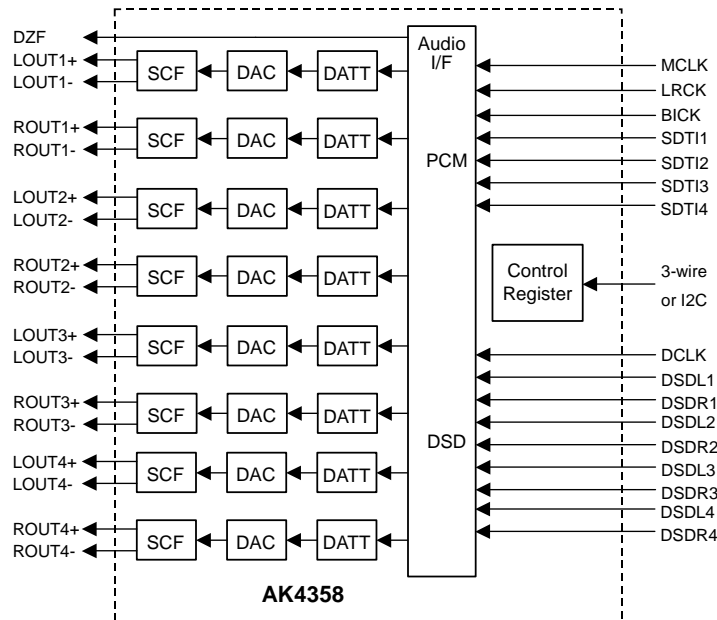 DZF
LOUT1+
LOUT1-
ROUT1+
ROUT1-
LOUT2+
LOUT2-
ROUT2+
ROUT2-
LOUT3+
LOUT3-
ROUT3+
ROUT3-
LOUT4+
LOUT4-
ROUT4+
ROUT4-
SCF DAC DATT
SCF DAC DATT
SCF DAC DATT
SCF DAC DATT
SCF DAC DATT
SCF DAC DATT
SCF DAC DATT
SCF DAC DATT
Audio
I/F
PCM
DSD
Control
Register
MCLK
LRCK
BICK
SDTI1
SDTI2
SDTI3
SDTI4
3-wire
or I2C
DCLK
DSDL1
DSDR1
DSDL2
DSDR2
DSDL3
DSDR3
DSDL4
DSDR4
AK4358